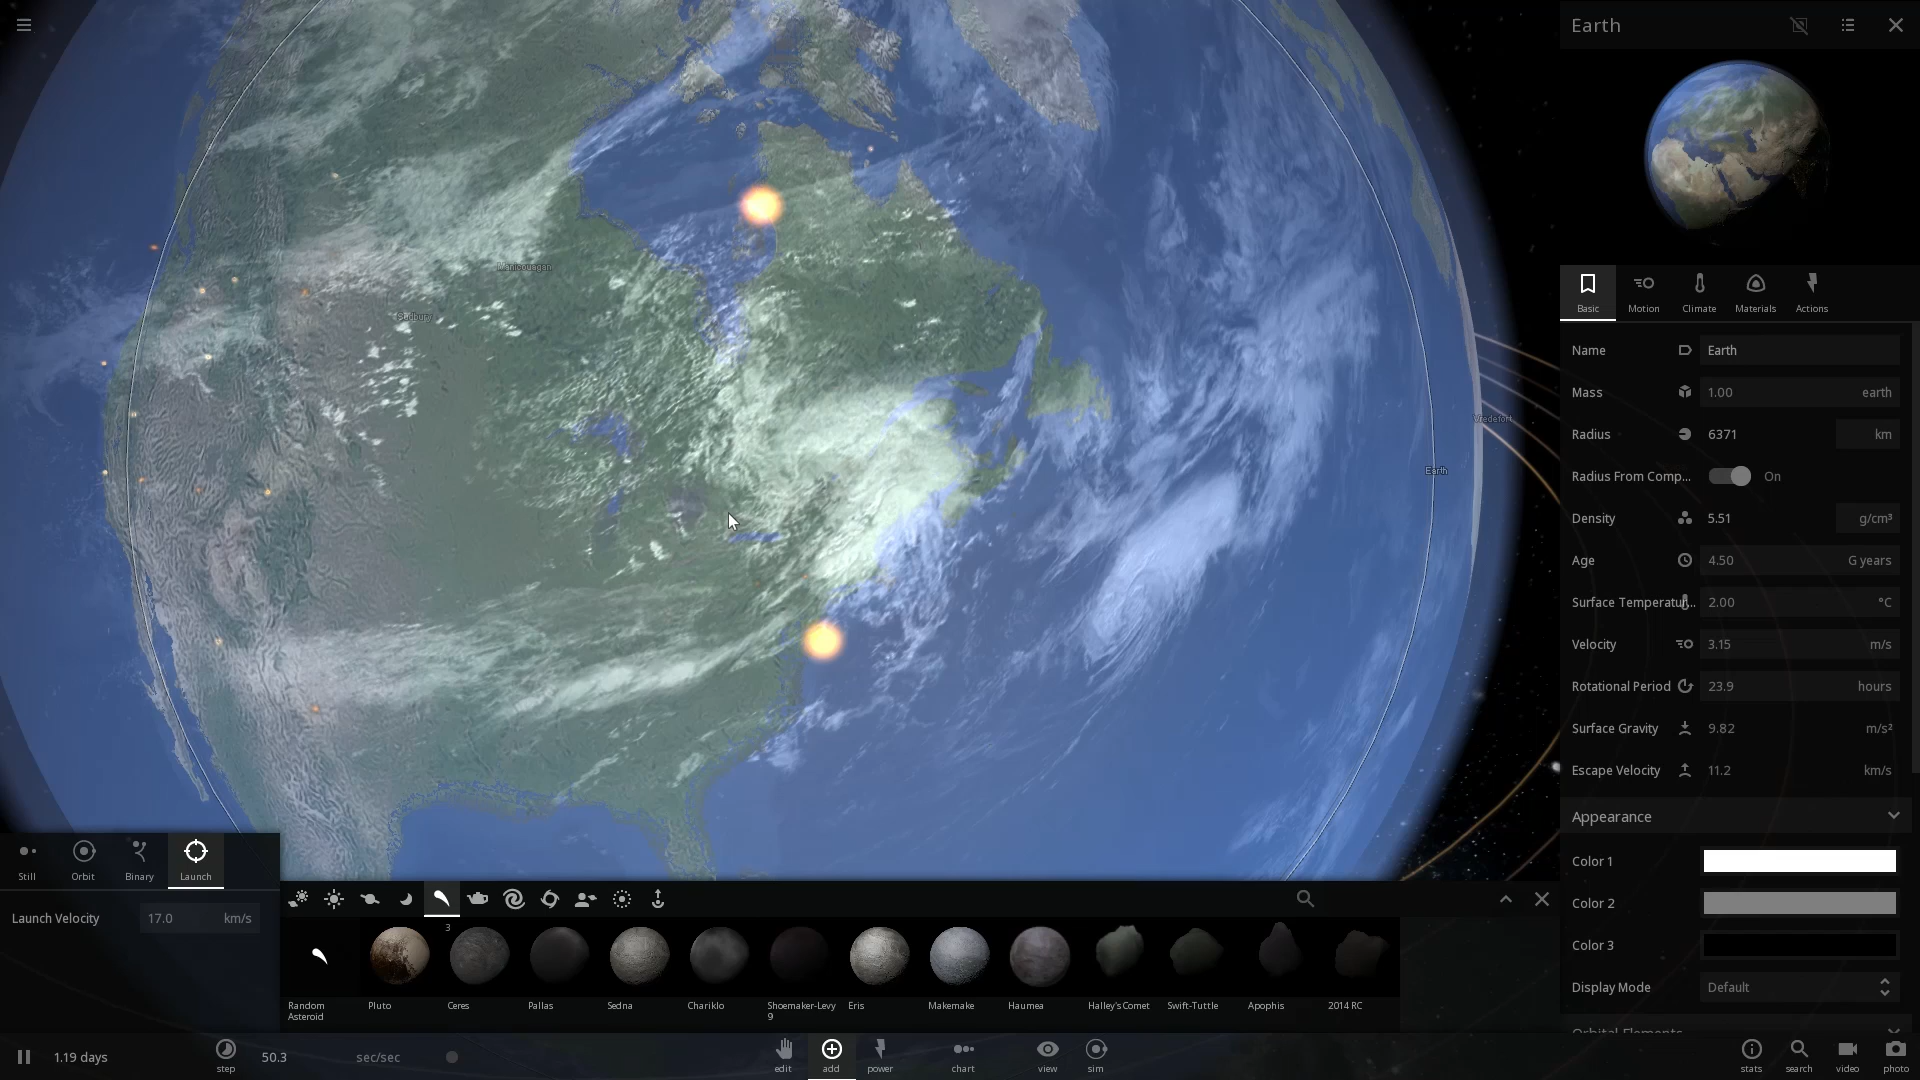 Earth
Manicouagan
Sudbury
Vredefort
Earth
Basic
Motion
Climate
Materials
Actions
Name
Earth
Mass
1.00
earth
Radius
6371
km
Radius From Comp...
On
Density
5.51
g/cm³
Age
4.50
G years
Surface Temperatur...
2.00
°C
Velocity
3.15
m/s
Rotational Period
23.9
hours
Surface Gravity
9.82
m/s²
Escape Velocity
11.2
km/s
Appearance
Color 1
Color 2
Color 3
Display Mode
Default
Orbital Elements
Still
Orbit
Binary
Launch
Launch Velocity
17.0
km/s
3
Random
Asteroid
Pluto
Ceres
Pallas
Sedna
Chariklo
Shoemaker-Levy
9
Eris
Makemake
Haumea
Halley's Comet
Swift-Tuttle
Apophis
2014 RC
1.19 days
step
50.3
sec/sec
edit
add
power
chart
view
sim
stats
search
video
photo